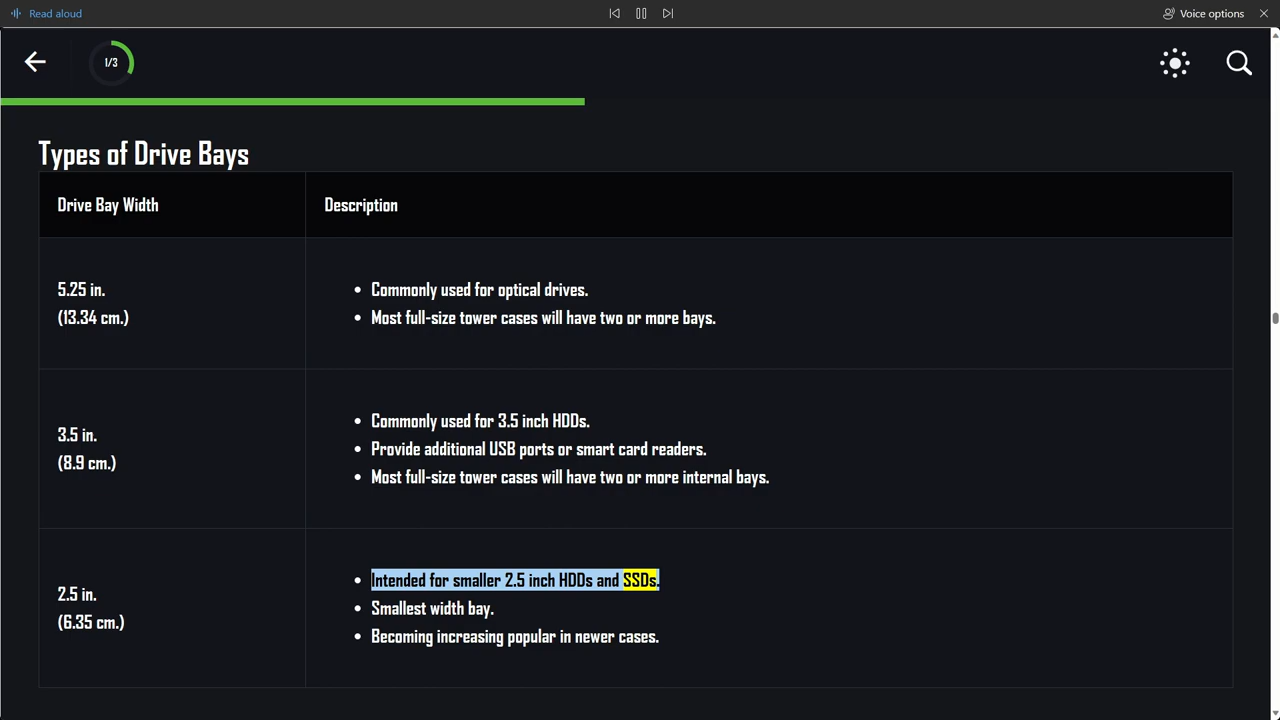 Read aloud
Voice options
1/3
Types of Drive Bays
Drive Bay Width
Description
5.25 in.
(13.34 cm.)
• Commonly used for optical drives.
• Most full-size tower cases will have two or more bays.
3.5 in.
(8.9 cm.)
• Commonly used for 3.5 inch HDDs.
• Provide additional USB ports or smart card readers.
• Most full-size tower cases will have two or more internal bays.
2.5 in.
(6.35 cm.)
• Intended for smaller 2.5 inch HDDs and SSDs.
• Smallest width bay.
• Becoming increasing popular in newer cases.